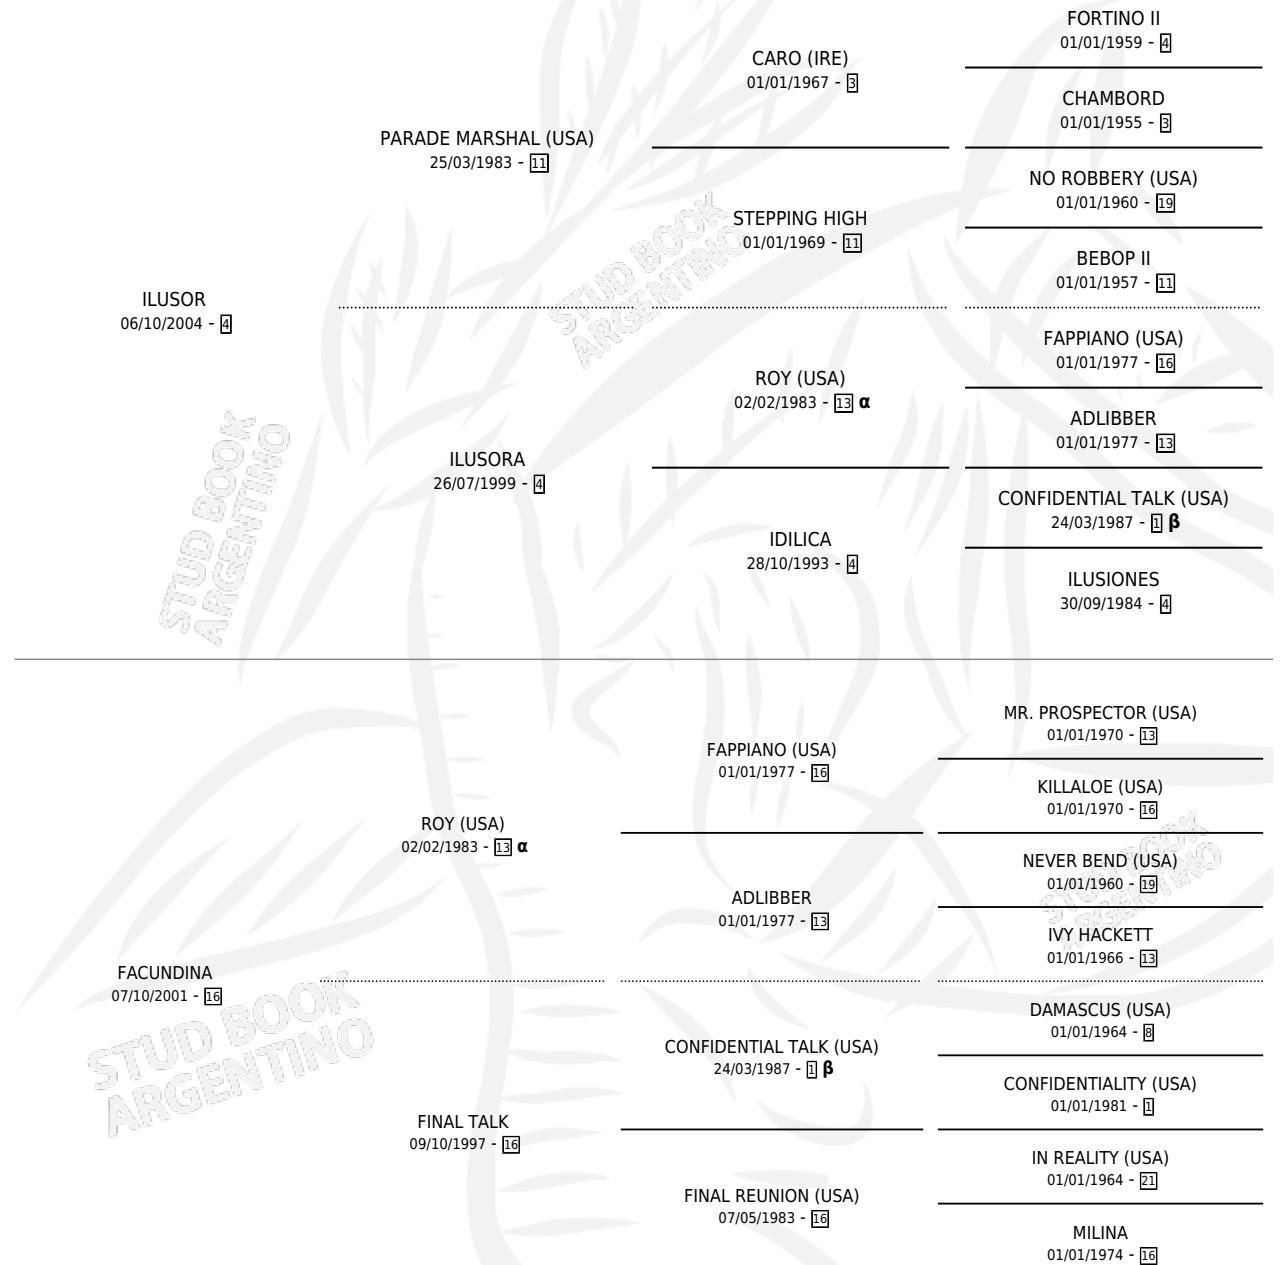 FORTINO II
01/01/1959 - 4
CARO (IRE)
01/01/1967 - 3
CHAMBORD
01/01/1955 - 3
PARADE MARSHAL (USA)
25/03/1983 - 11
NO ROBBERY (USA)
01/01/1960 - 19
STEPPING HIGH
01/01/1969 - 11
BEBOP II
01/01/1957 - 11
ILUSOR
06/10/2004 - 4
FAPPIANO (USA)
01/01/1977 - 16
ROY (USA)
02/02/1983 - 13 α
ADLIBBER
01/01/1977 - 13
ILUSORA
26/07/1999 - 4
CONFIDENTIAL TALK (USA)
24/03/1987 - 1 β
IDILICA
28/10/1993 - 4
ILUSIONES
30/09/1984 - 4
MR. PROSPECTOR (USA)
01/01/1970 - 13
FAPPIANO (USA)
01/01/1977 - 16
KILLALOE (USA)
01/01/1970 - 16
ROY (USA)
02/02/1983 - 13 α
NEVER BEND (USA)
01/01/1960 - 19
ADLIBBER
01/01/1977 - 13
IVY HACKETT
01/01/1966 - 13
FACUNDINA
07/10/2001 - 16
DAMASCUS (USA)
01/01/1964 - 8
CONFIDENTIAL TALK (USA)
24/03/1987 - 1 β
CONFIDENTIALITY (USA)
01/01/1981 - 1
FINAL TALK
09/10/1997 - 16
IN REALITY (USA)
01/01/1964 - 21
FINAL REUNION (USA)
07/05/1983 - 16
MILINA
01/01/1974 - 16
STUD BOOK
ARGENTINO
STUD BOOK
ARGENTINO
STUD BOOK
ARGENTINO
STUD BOOK
ARGENTINO